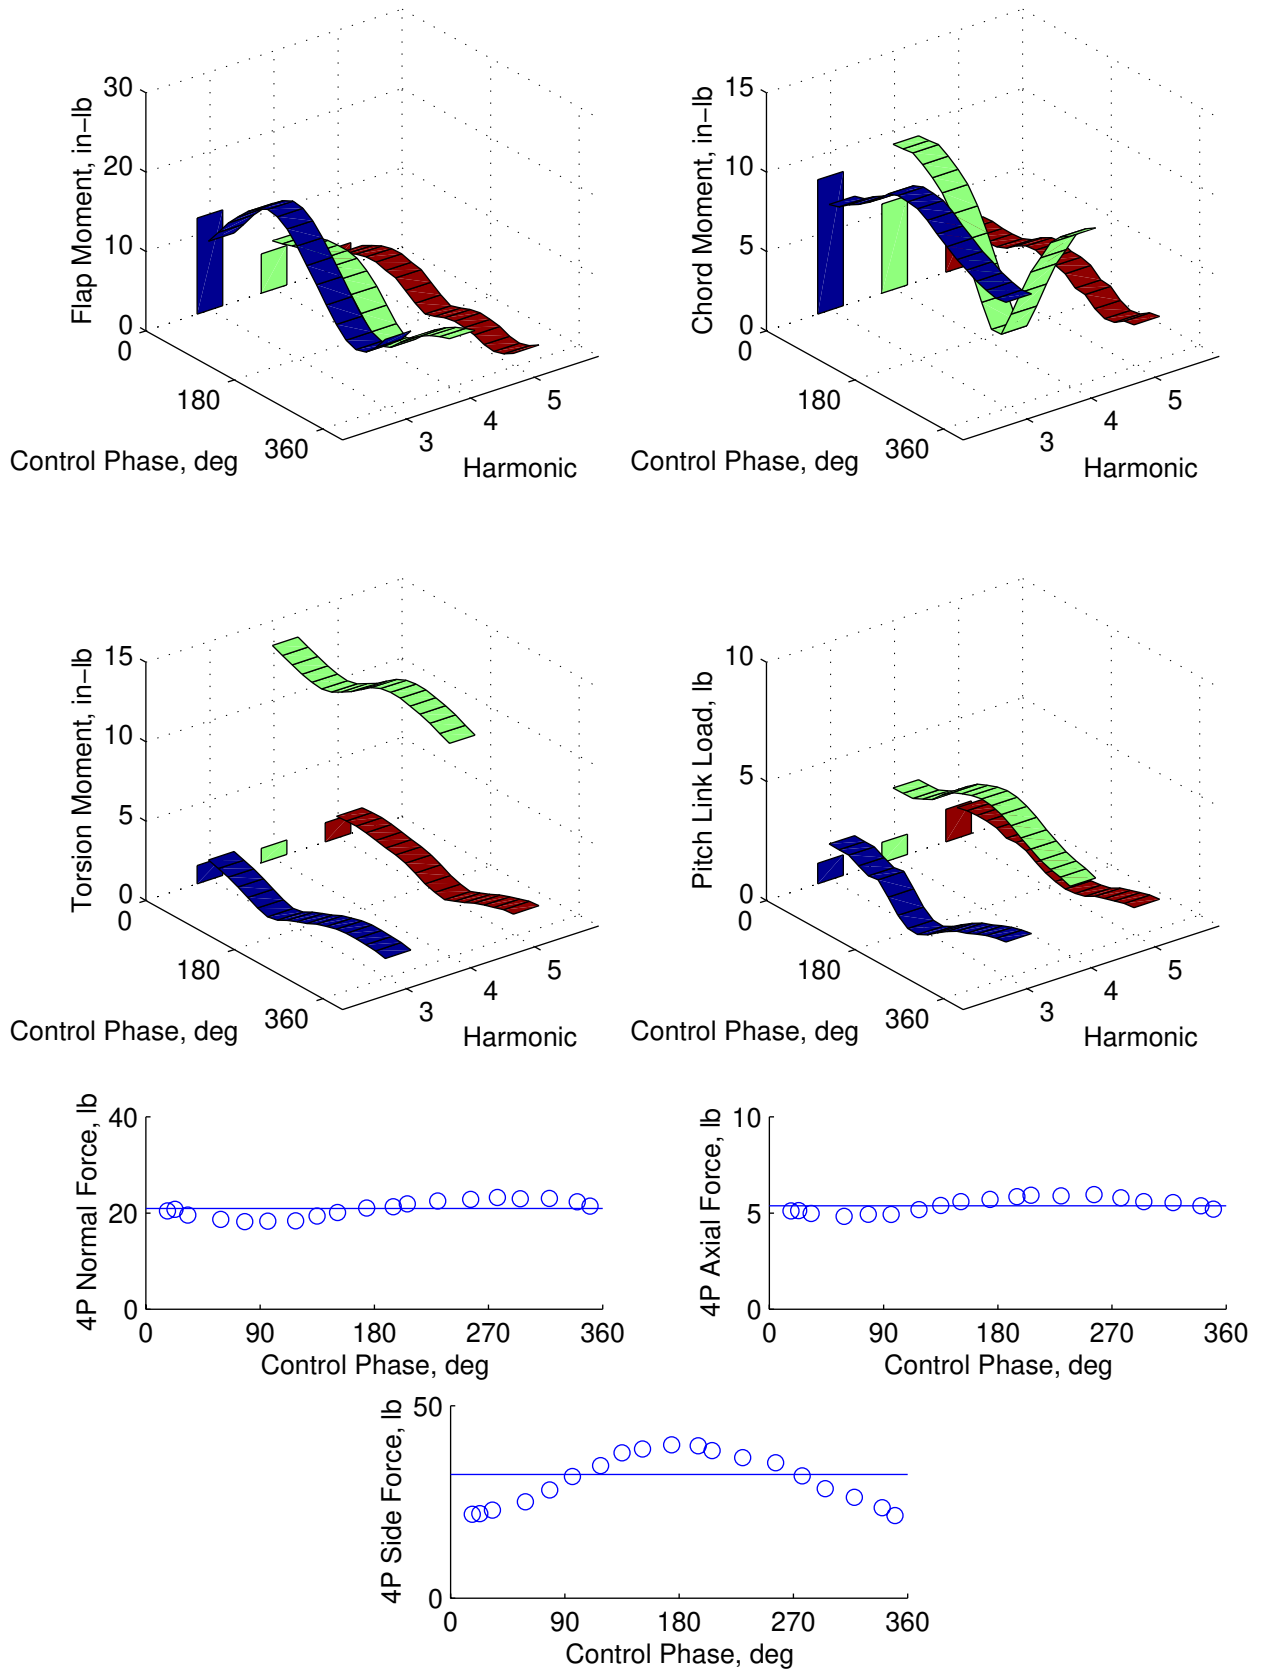 Flap Moment, in−lb
30
20
10
0
0
180
360
Control Phase, deg
3
4
5
Harmonic
Chord Moment, in−lb
15
10
5
0
0
180
360
Control Phase, deg
3
4
5
Harmonic
Torsion Moment, in−lb
15
10
5
0
0
180
360
Control Phase, deg
3
4
5
Harmonic
Pitch Link Load, lb
10
5
0
0
180
360
Control Phase, deg
3
4
5
Harmonic
4P Normal Force, lb
40
20
0
0 90 180 270 360
Control Phase, deg
4P Axial Force, lb
10
5
0
0 90 180 270 360
Control Phase, deg
4P Side Force, lb
50
0
0 90 180 270 360
Control Phase, deg